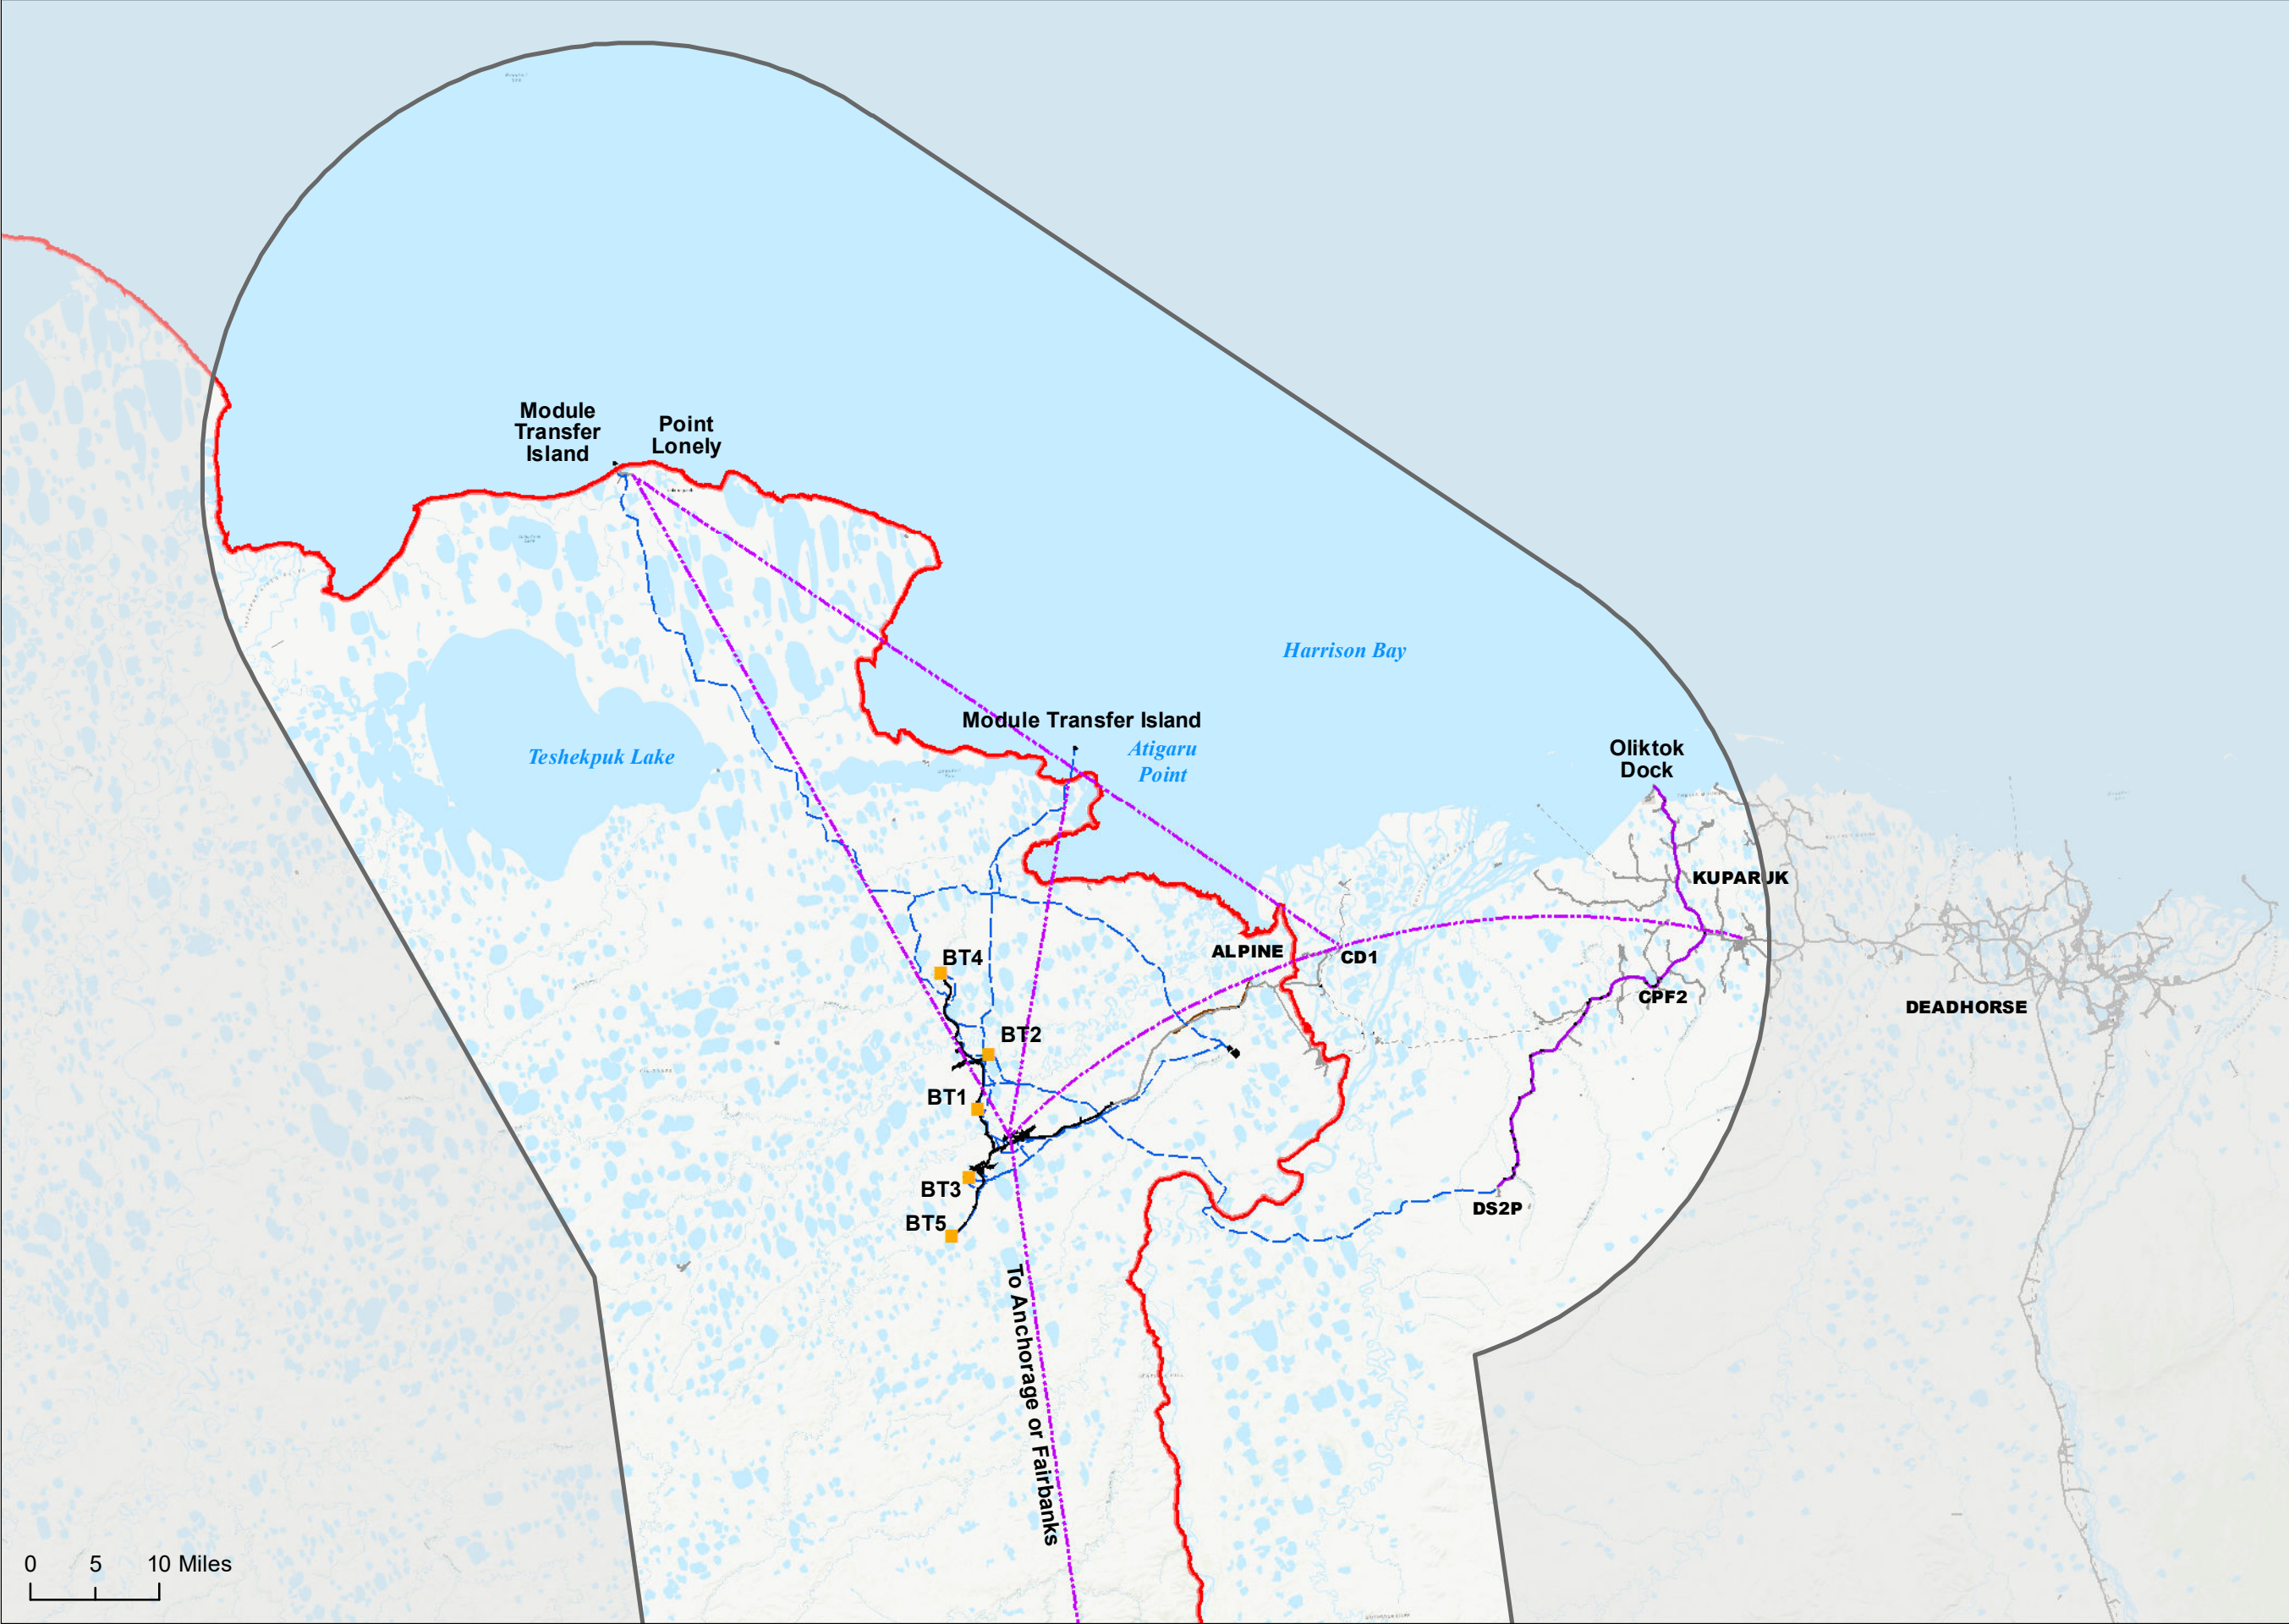 Module
Transfer
Island
Point
Lonely
Harrison Bay
Module Transfer Island
Atigaru
Point
Teshekpuk Lake
Oliktok
Dock
KUPARUK
ALPINE
CD1
BT4
CPF2
DEADHORSE
BT2
BT1
BT3
DS2P
BT5
To Anchorage or Fairbanks
0 5 10 Miles